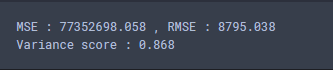 MSE : 77352698.058 , RMSE : 8795.038
Variance score : 0.868